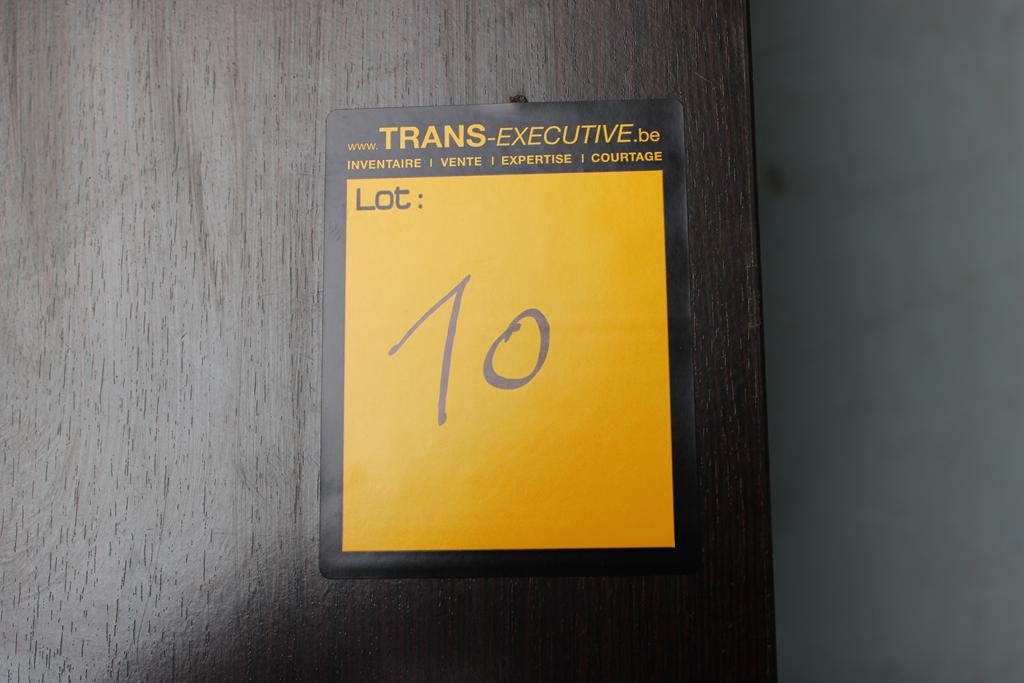 www.TRANS-EXECUTIVE.be
INVENTAIRE | VENTE | EXPERTISE | COURTAGE
Lot :
10